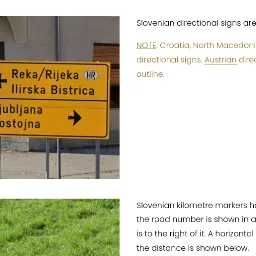 Slovenian directional signs are
NOTE: Croatia, North Macedoni
directional signs. Austrian direc
outline.
Reka/Rijeka HR
Ilirska Bistrica
jubljana
ostojna
Slovenian kilometre markers h
the road number is shown in a
is to the right of it. A horizontal
the distance is shown below.